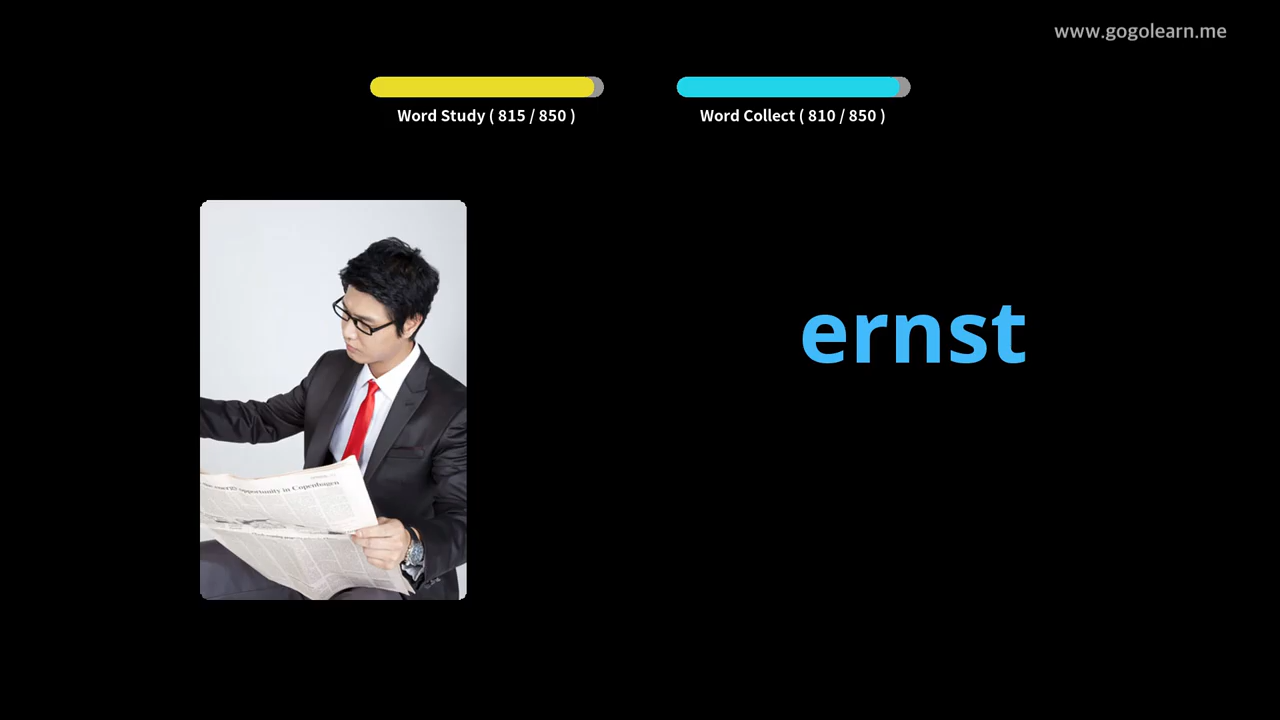 www.gogolearn.me
Word Study ( 815 / 850 )
Word Collect ( 810 / 850 )
ernst
opportunity in Copenhagen